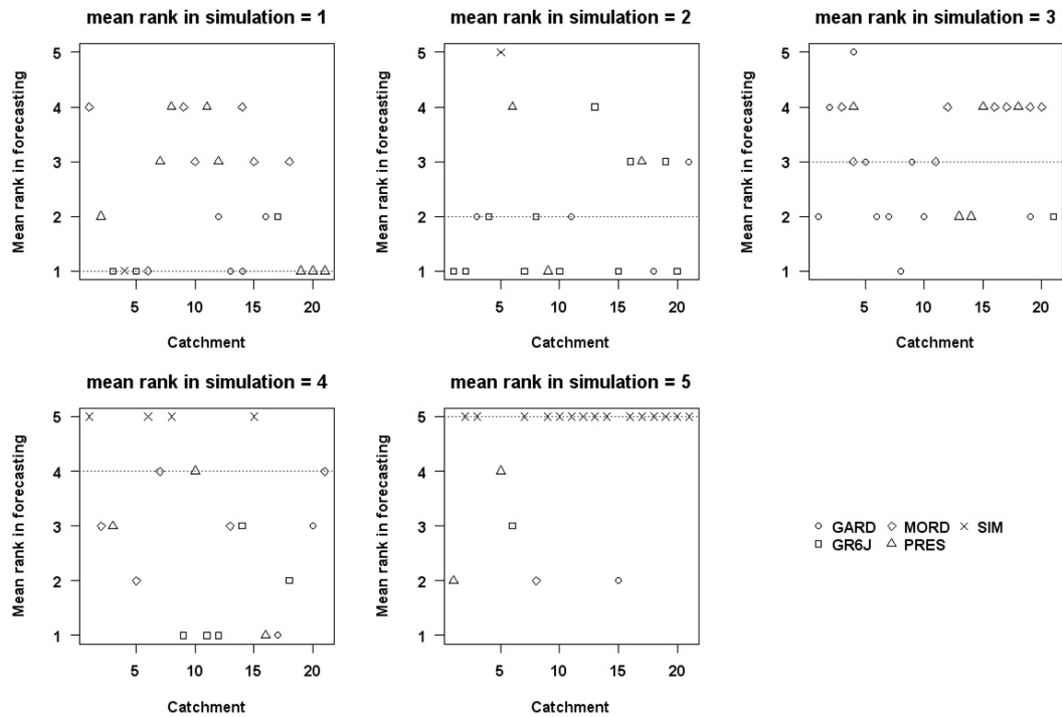 mean rank in simulation = 1
mean rank in simulation = 2
mean rank in simulation = 3
Mean rank in forecasting
5
4
3
2
1
5 10 15 20
Catchment
Mean rank in forecasting
5
4
3
2
1
5 10 15 20
Catchment
Mean rank in forecasting
5
4
3
2
1
5 10 15 20
Catchment
mean rank in simulation = 4
mean rank in simulation = 5
Mean rank in forecasting
5
4
3
2
1
5 10 15 20
Catchment
Mean rank in forecasting
5
4
3
2
1
5 10 15 20
Catchment
GARD MORD SIM
GR6J PRES